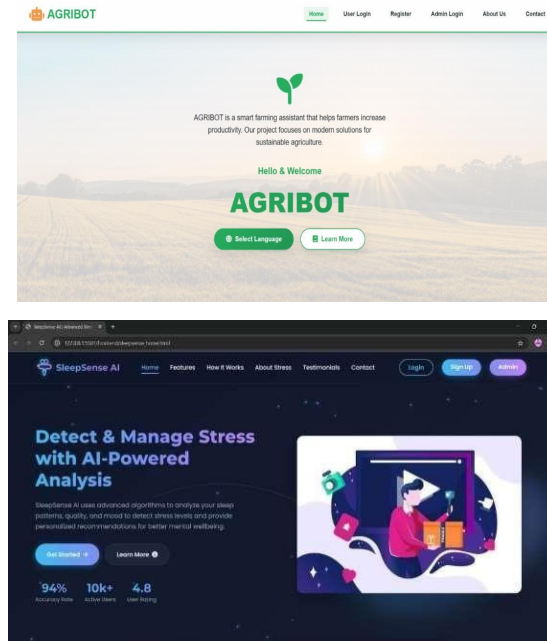 AGRIBOT
Home User Login Register Admin Login About Us Contact
AGRIBOT is a smart farming assistant that helps farmers increase
productivity. Our project focuses on modern solutions for
sustainable agriculture.
Hello & Welcome
AGRIBOT
Select Language Learn More
SleepSense AI Home Features How It Works About Stress Testimonials Contact Login Sign Up Admin
Detect & Manage Stress
with AI-Powered
Analysis
SleepSense AI uses advanced algorithms to analyze your sleep
patterns, quality, and mood to detect stress levels and provide
personalized recommendations for better mental wellbeing.
Get Started → Learn More
94% 10k+ 4.8
Accuracy Rate Active Users User Rating